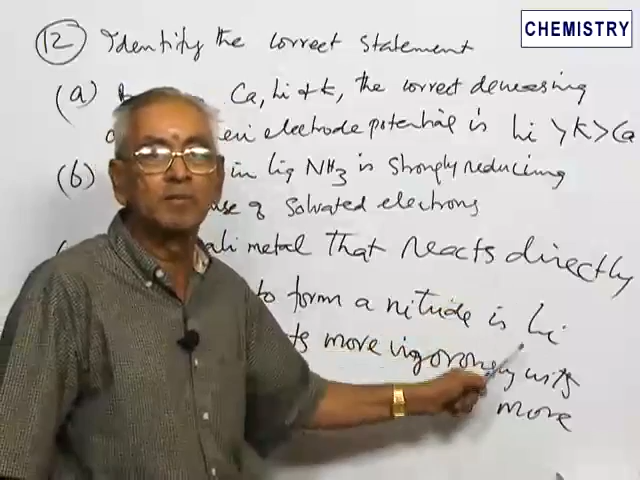 CHEMISTRY
12 Identify the correct statement
(a) Ca, Li & K, the correct decreasing
electrode potential is Li > K > Ca
(b) in liq NH3 is strongly reducing
of solvated electrons
metal that reacts directly
to form a nitride is Li
more vigorously with
more